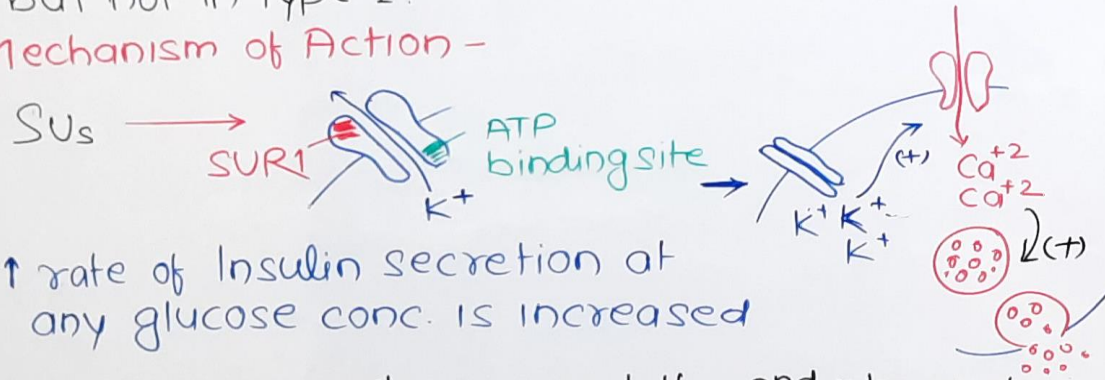 Mechanism of Action -
SUs
SUR1
ATP
binding site
K+
K+ K+
K+
(+)
Ca+2
Ca+2
(+)
↑ rate of Insulin secretion at
any glucose conc. is increased